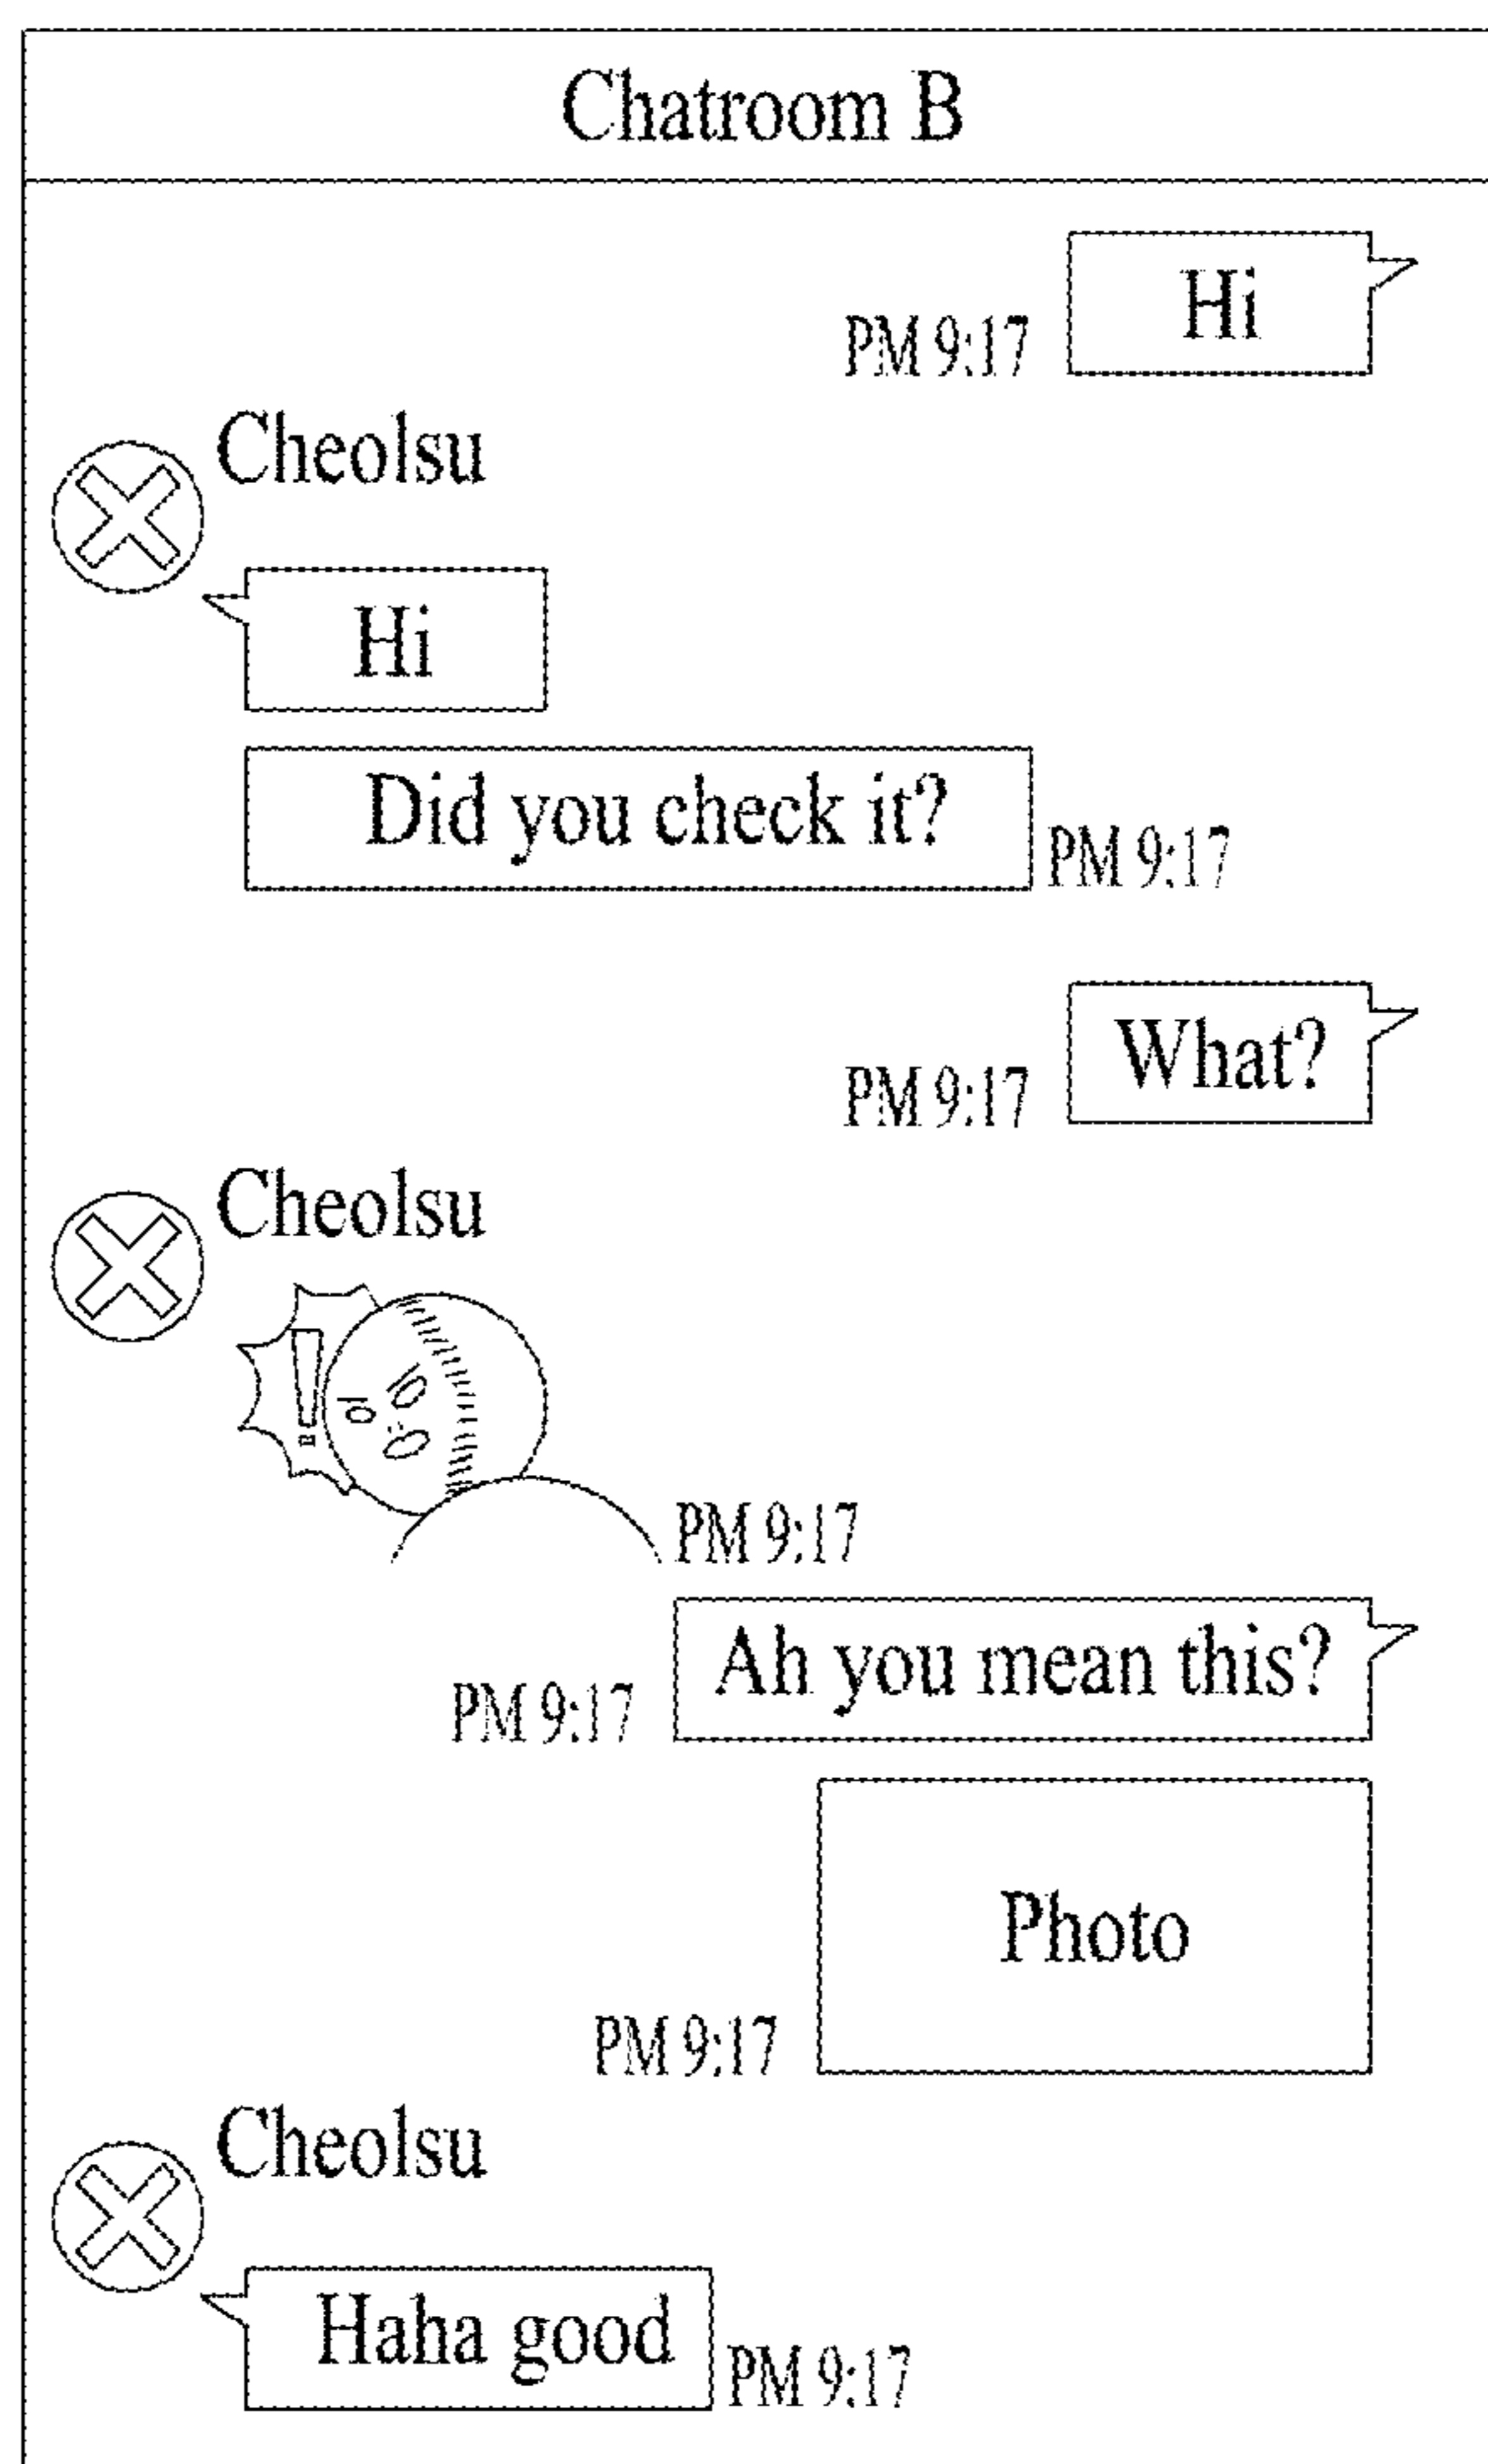 Chatroom B
Hi
PM 9:17
Cheolsu
Hi
Did you check it?
PM 9:17
What?
PM 9:17
Cheolsu
!
PM 9:17
Ah you mean this?
PM 9:17
Photo
PM 9:17
Cheolsu
Haha good
PM 9:17